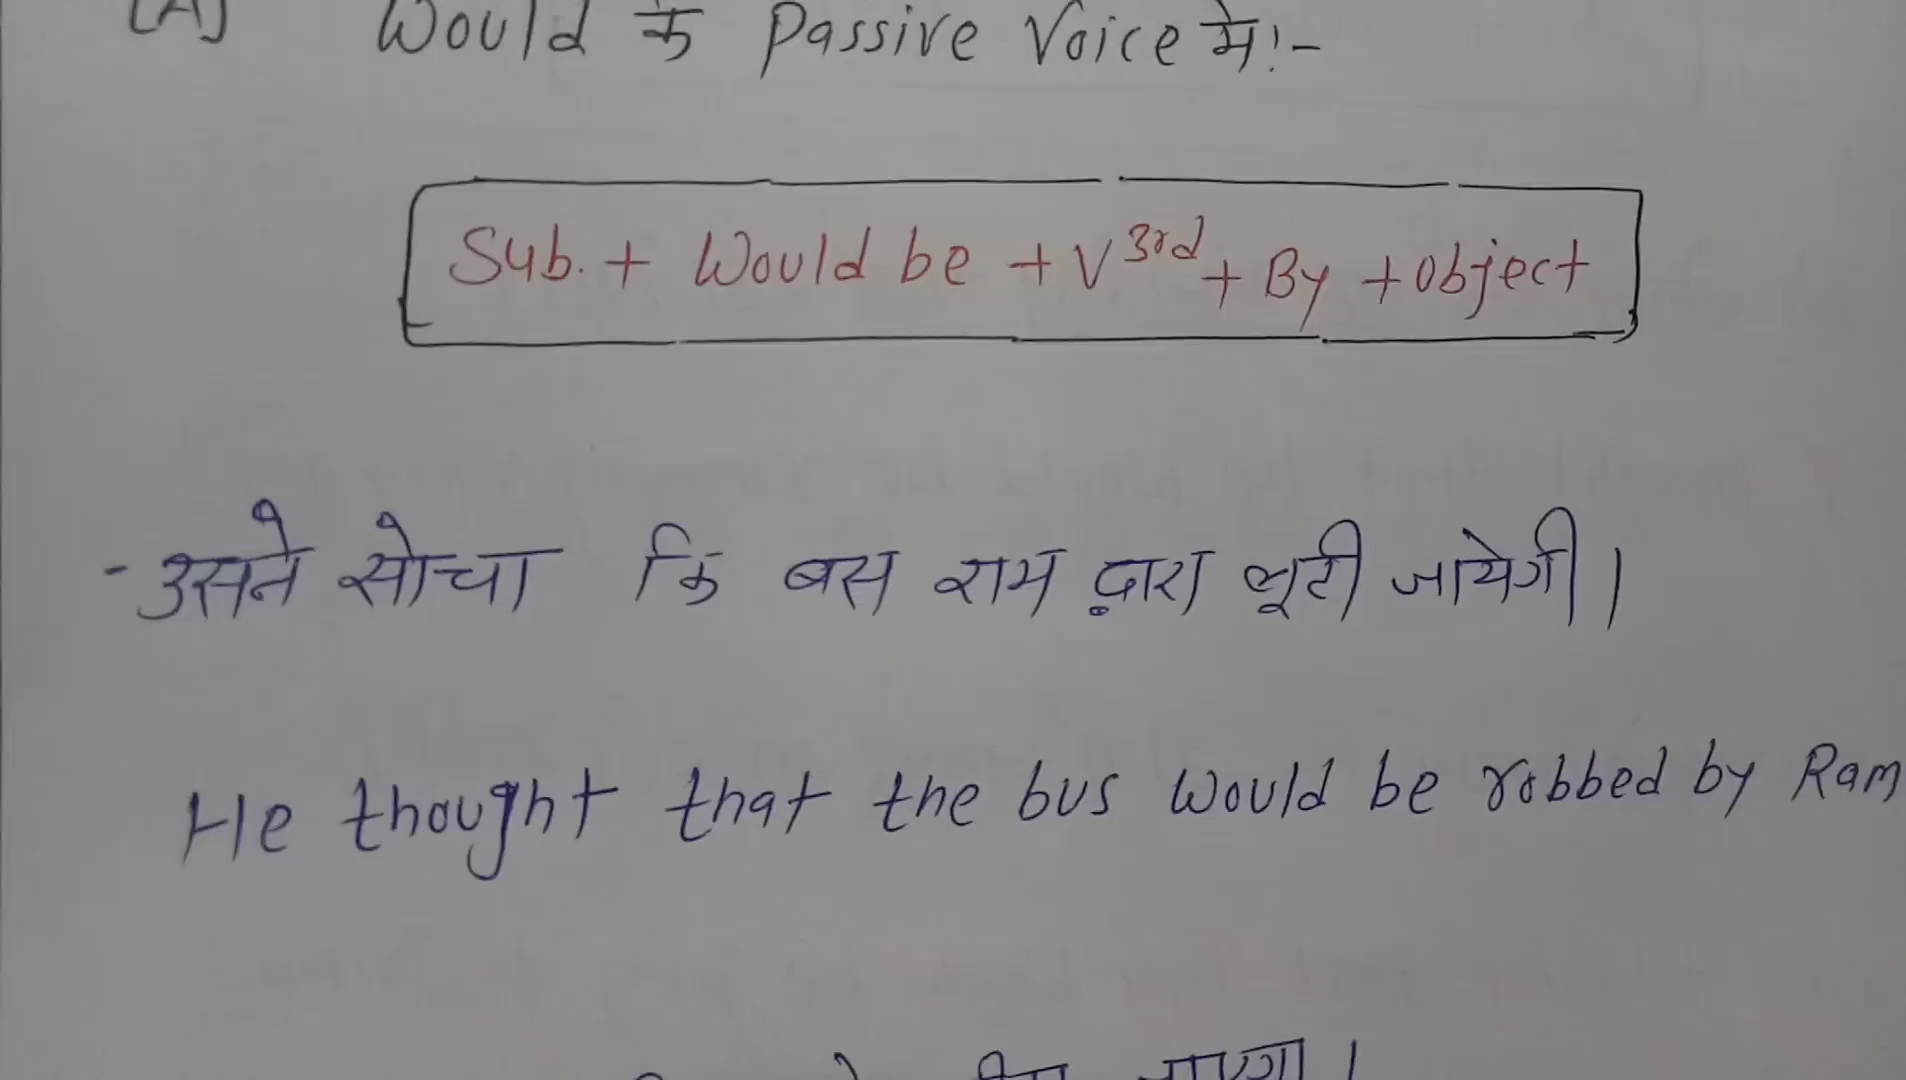 (A) Would के Passive Voice में:-
Sub. + Would be + V 3rd + By + Object
- उसने सोचा कि बस राम द्वारा लूटी जायेगी।
He thought that the bus would be robbed by Ram